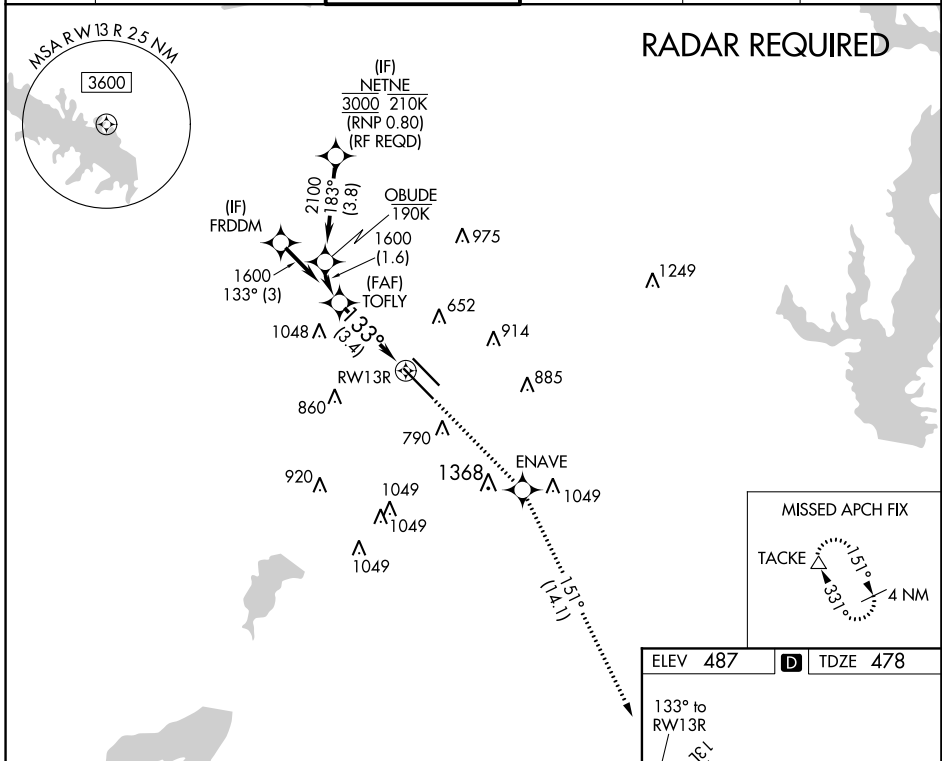 MSA RW 13 R 25 NM
3600
RADAR REQUIRED
(IF)
NETNE
3000 210K
(RNP 0.80)
(RF REQD)
2100
183°
(3.8)
OBUDE
190K
(IF)
FRDDM
1600
(1.6)
975
1600
133° (3)
(FAF)
TOFLY
1249
652
1048
133°
(3.4)
914
RW13R
885
860
790
ENAVE
920
1368
1049
1049
1049
1049
151°
(14.1)
MISSED APCH FIX
TACKE
151°
331°
4 NM
ELEV 487
D
TDZE 478
133° to
RW13R
13L